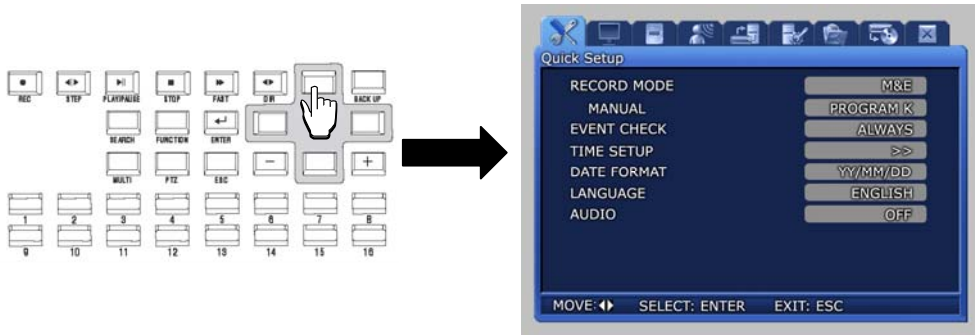 REC STEP PLAY/PAUSE STOP FAST DIR BACK UP
SEARCH FUNCTION ENTER
- +
MULTI PTZ ESC
1 2 3 4 5 6 7 8
9 10 11 12 13 14 15 16
Quick Setup
RECORD MODE M&E
MANUAL PROGRAM K
EVENT CHECK ALWAYS
TIME SETUP >>
DATE FORMAT YY/MM/DD
LANGUAGE ENGLISH
AUDIO OFF
MOVE:◀▶ SELECT: ENTER EXIT: ESC